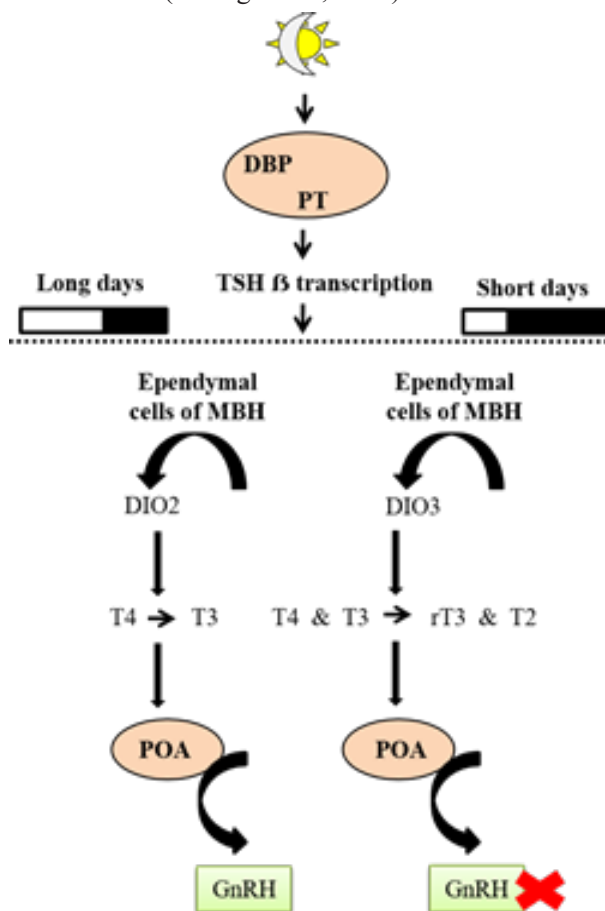 DBP
PT
Long days
TSH ß transcription
Short days
Ependymal
cells of MBH
Ependymal
cells of MBH
DIO2
DIO3
T4 → T3
T4 & T3 → rT3 & T2
POA
POA
GnRH
GnRH